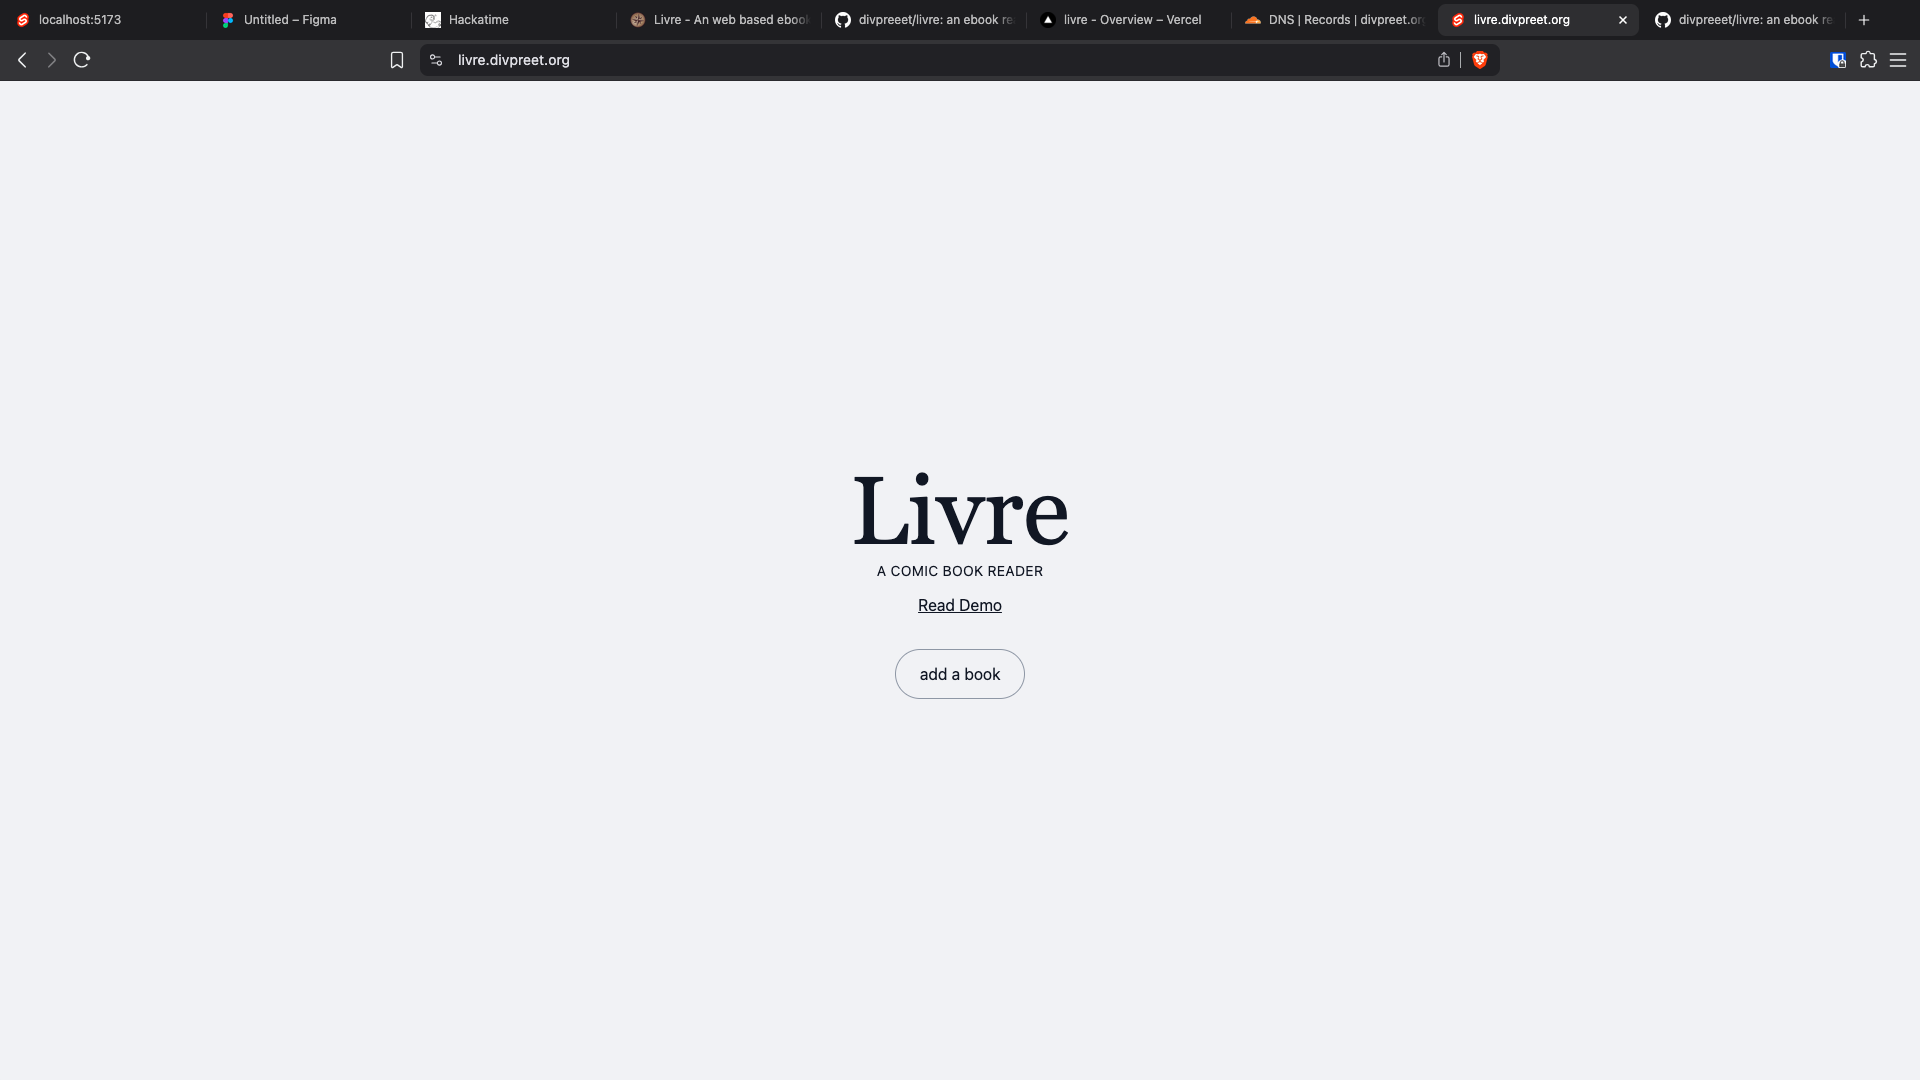 localhost:5173
Untitled – Figma
Hackatime
Livre - An web based ebook
divpreeet/livre: an ebook re
livre - Overview – Vercel
DNS | Records | divpreet.or
livre.divpreet.org
divpreeet/livre: an ebook re
livre.divpreet.org
Livre
A COMIC BOOK READER
Read Demo
add a book